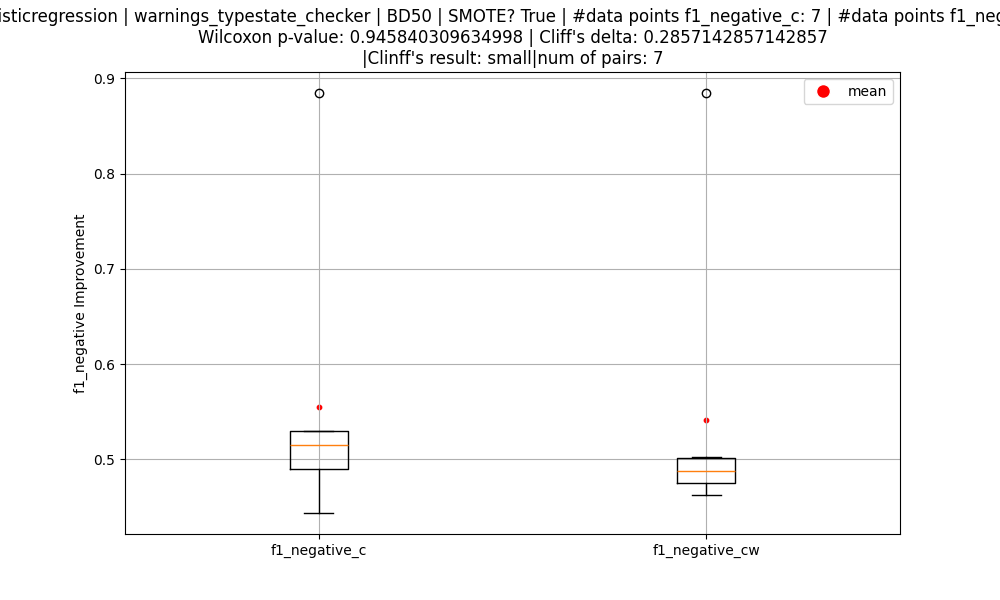 isticregression | warnings_typestate_checker | BD50 | SMOTE? True | #data points f1_negative_c: 7 | #data points f1_neg
Wilcoxon p-value: 0.945840309634998 | Cliff's delta: 0.2857142857142857
|Clinff's result: small|num of pairs: 7
mean
0.9
0.8
0.7
0.6
0.5
f1_negative Improvement
f1_negative_c
f1_negative_cw